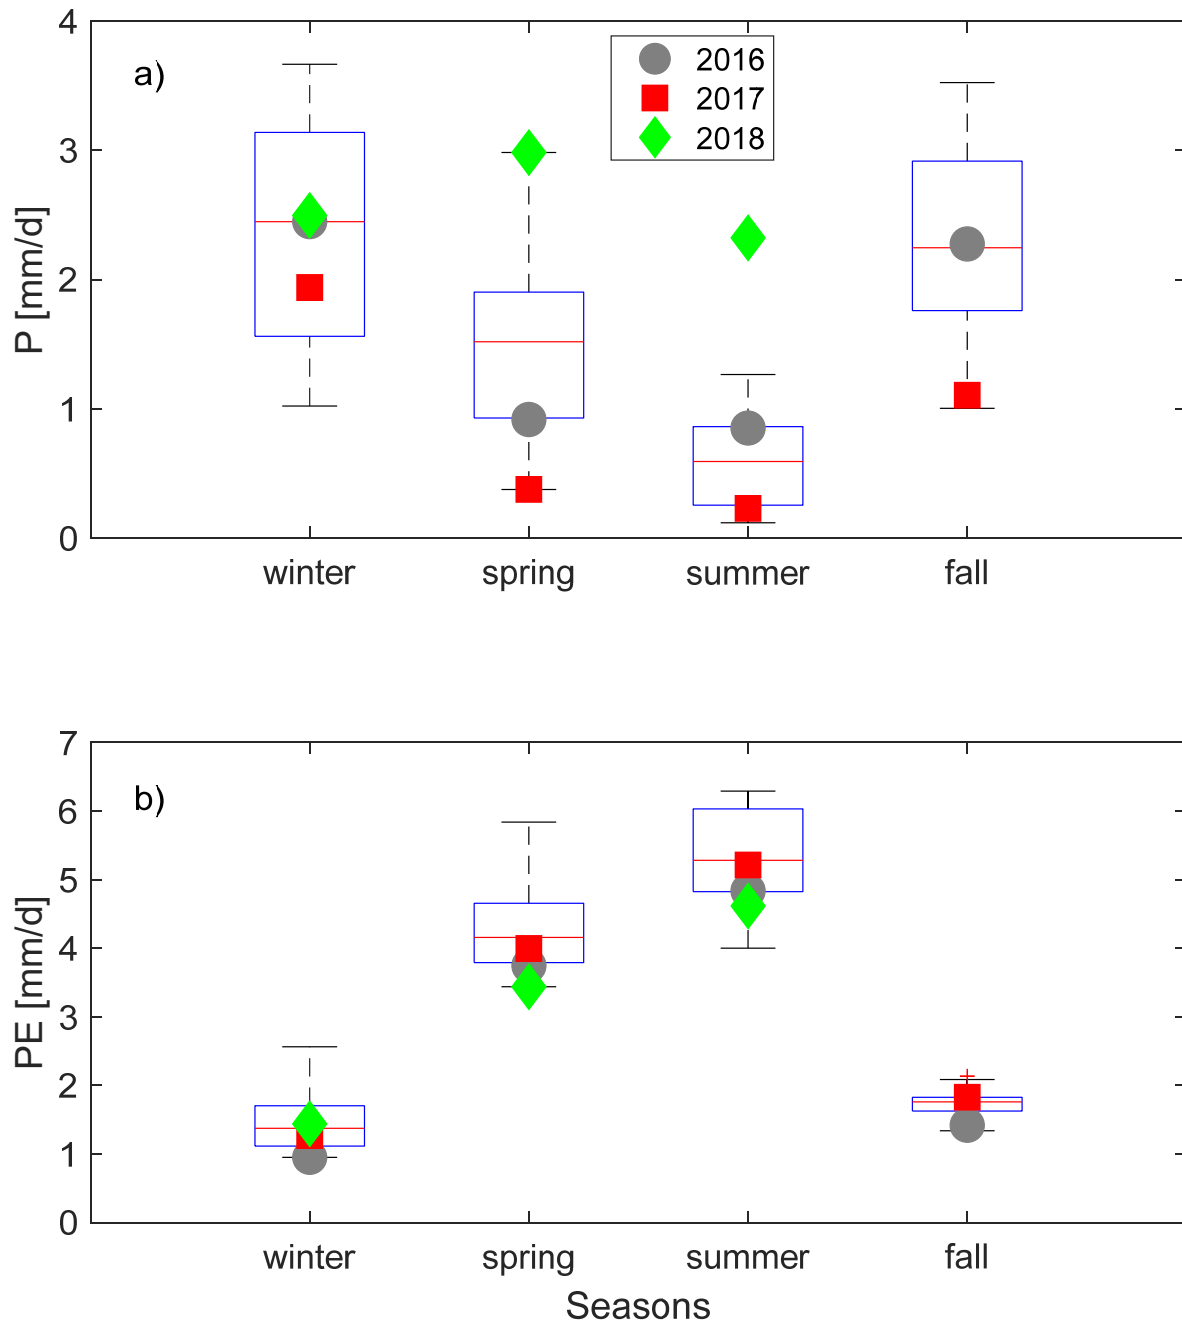 a)
2016
2017
2018
P [mm/d]
4
3
2
1
0
winter spring summer fall
b)
PE [mm/d]
7
6
5
4
3
2
1
0
winter spring summer fall
Seasons